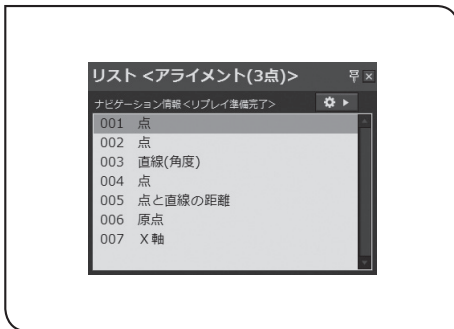 リスト <アライメント(3点)>
ナビゲーション情報<リプレイ準備完了>
001 点
002 点
003 直線(角度)
004 点
005 点と直線の距離
006 原点
007 X軸